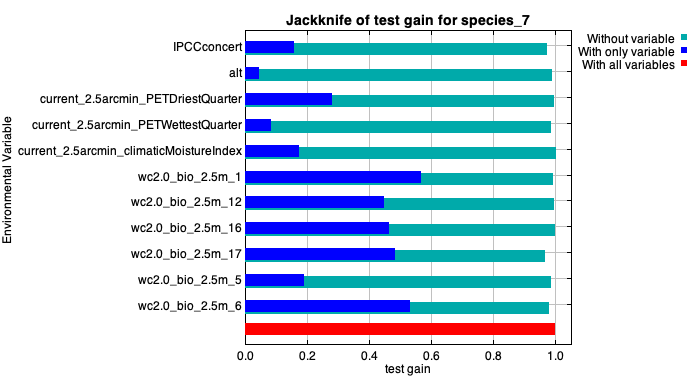 Jackknife of test gain for species_7
Without variable
With only variable
With all variables
Environmental Variable
IPCCconcert
alt
current_2.5arcmin_PETDriestQuarter
current_2.5arcmin_PETWettestQuarter
current_2.5arcmin_climaticMoistureIndex
wc2.0_bio_2.5m_1
wc2.0_bio_2.5m_12
wc2.0_bio_2.5m_16
wc2.0_bio_2.5m_17
wc2.0_bio_2.5m_5
wc2.0_bio_2.5m_6
0.0 0.2 0.4 0.6 0.8 1.0
test gain